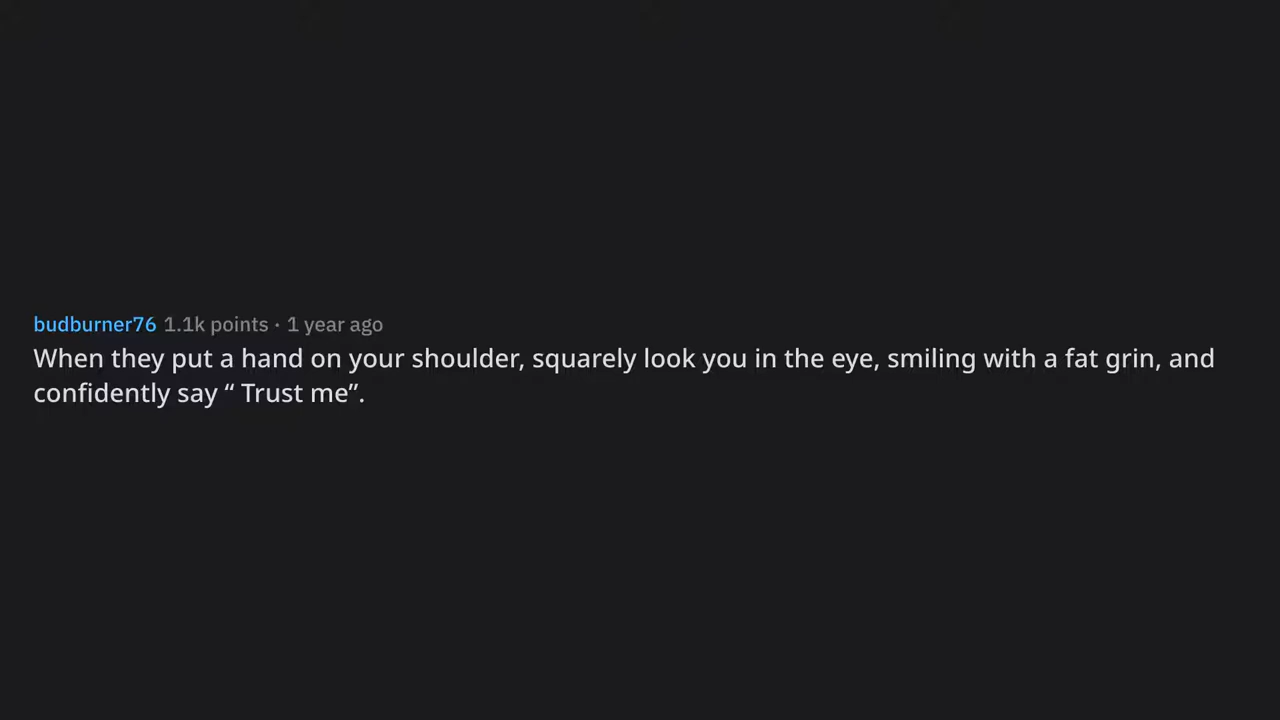 budburner76 1.1k points · 1 year ago
When they put a hand on your shoulder, squarely look you in the eye, smiling with a fat grin, and
confidently say “ Trust me”.